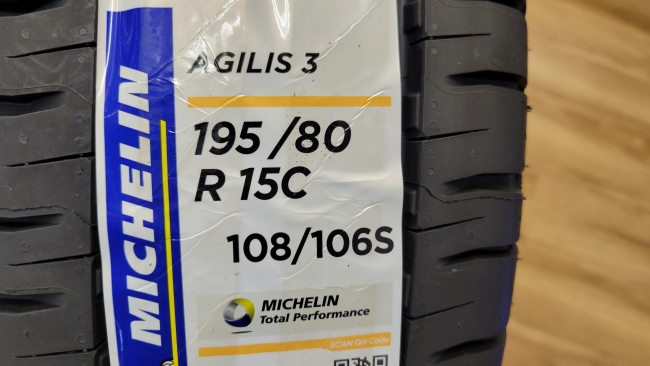 AGILIS 3
MICHELIN
195/80
R 15C
108/106S
MICHELIN
Total Performance
SCAN QR Code